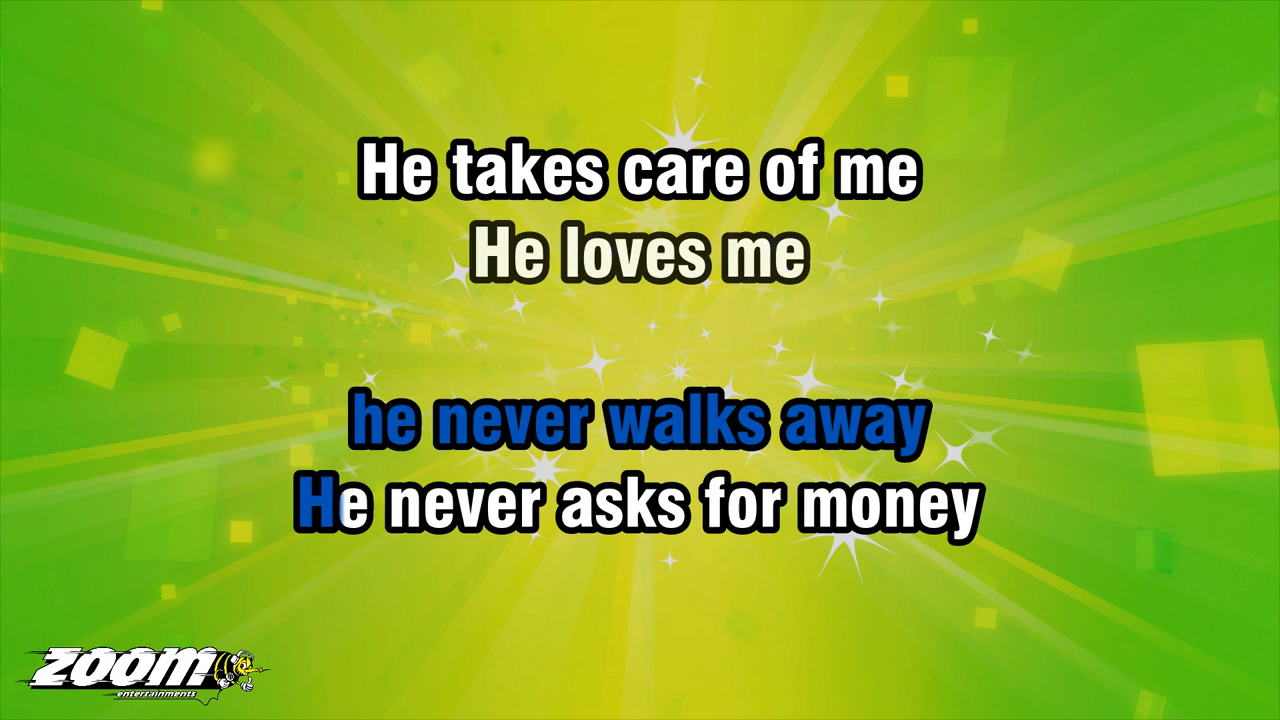 He takes care of me
He loves me
he never walks away
He never asks for money
ZOOM
entertainments